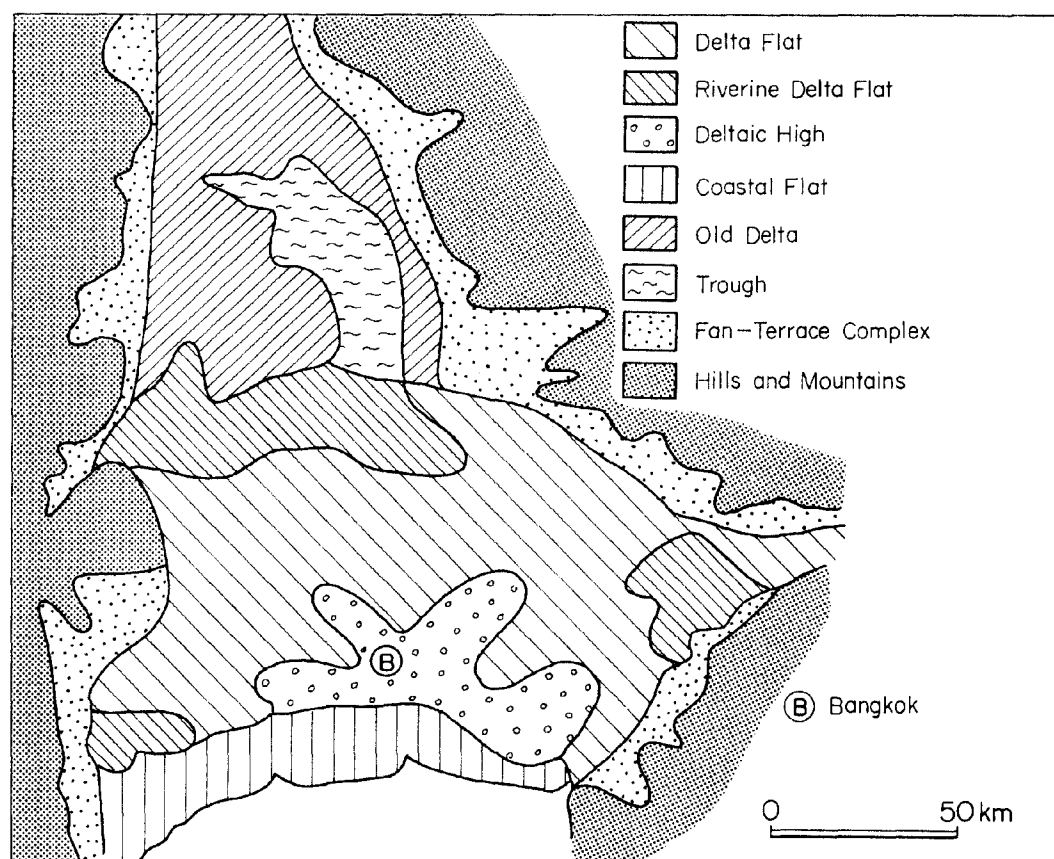 Delta Flat
Riverine Delta Flat
Deltaic High
Coastal Flat
Old Delta
Trough
Fan-Terrace Complex
Hills and Mountains
B
B Bangkok
0 50 km